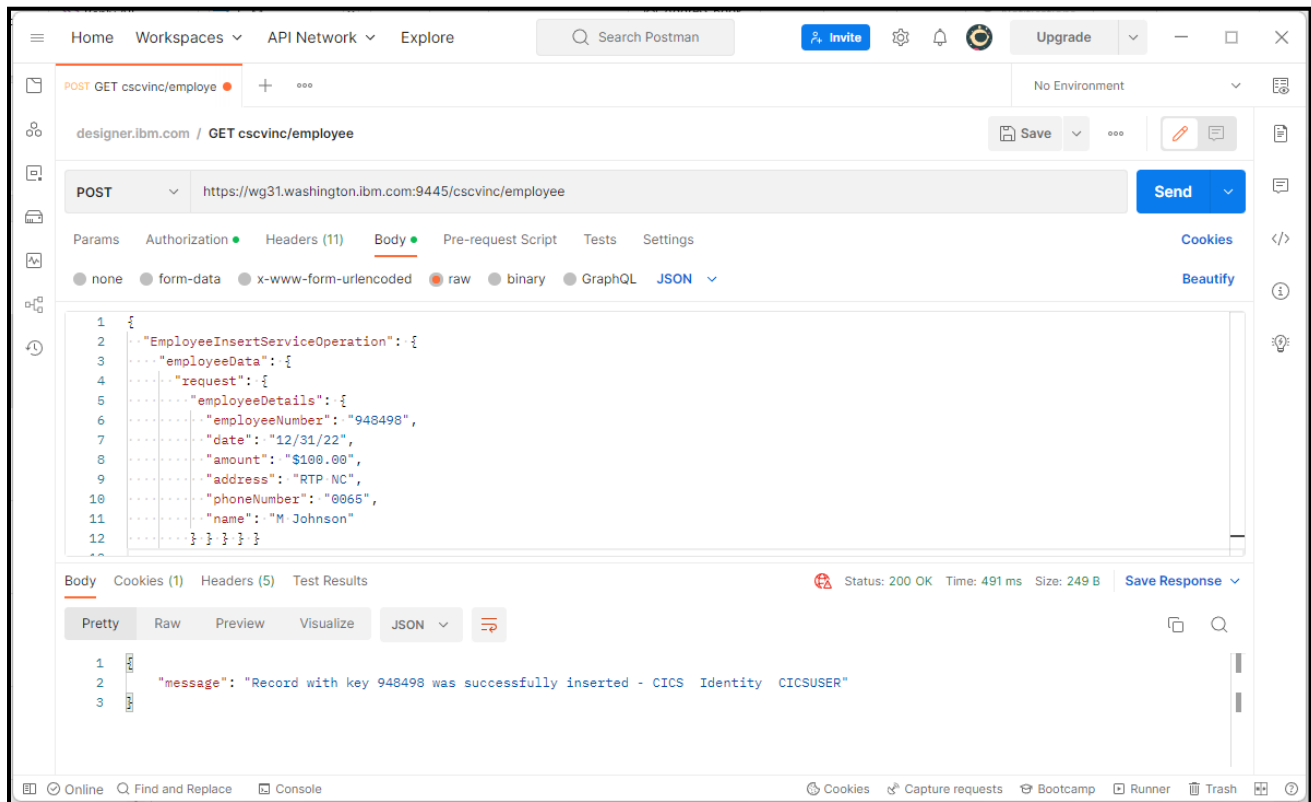 Home Workspaces API Network Explore Search Postman Invite Upgrade
POST GET cscvinc/employe No Environment
designer.ibm.com / GET cscvinc/employee Save
POST https://wg31.washington.ibm.com:9445/cscvinc/employee Send
Params Authorization Headers (11) Body Pre-request Script Tests Settings Cookies
none form-data x-www-form-urlencoded raw binary GraphQL JSON Beautify
1 {
2 "EmployeeInsertServiceOperation": {
3 "employeeData": {
4 "request": {
5 "employeeDetails": {
6 "employeeNumber": "948498",
7 "date": "12/31/22",
8 "amount": "$100.00",
9 "address": "RTP NC",
10 "phoneNumber": "0065",
11 "name": "M Johnson"
12 } } } } }
Body Cookies (1) Headers (5) Test Results Status: 200 OK Time: 491 ms Size: 249 B Save Response
Pretty Raw Preview Visualize JSON
1 {
2 "message": "Record with key 948498 was successfully inserted - CICS  Identity  CICSUSER"
3 }
Online Find and Replace Console Cookies Capture requests Bootcamp Runner Trash